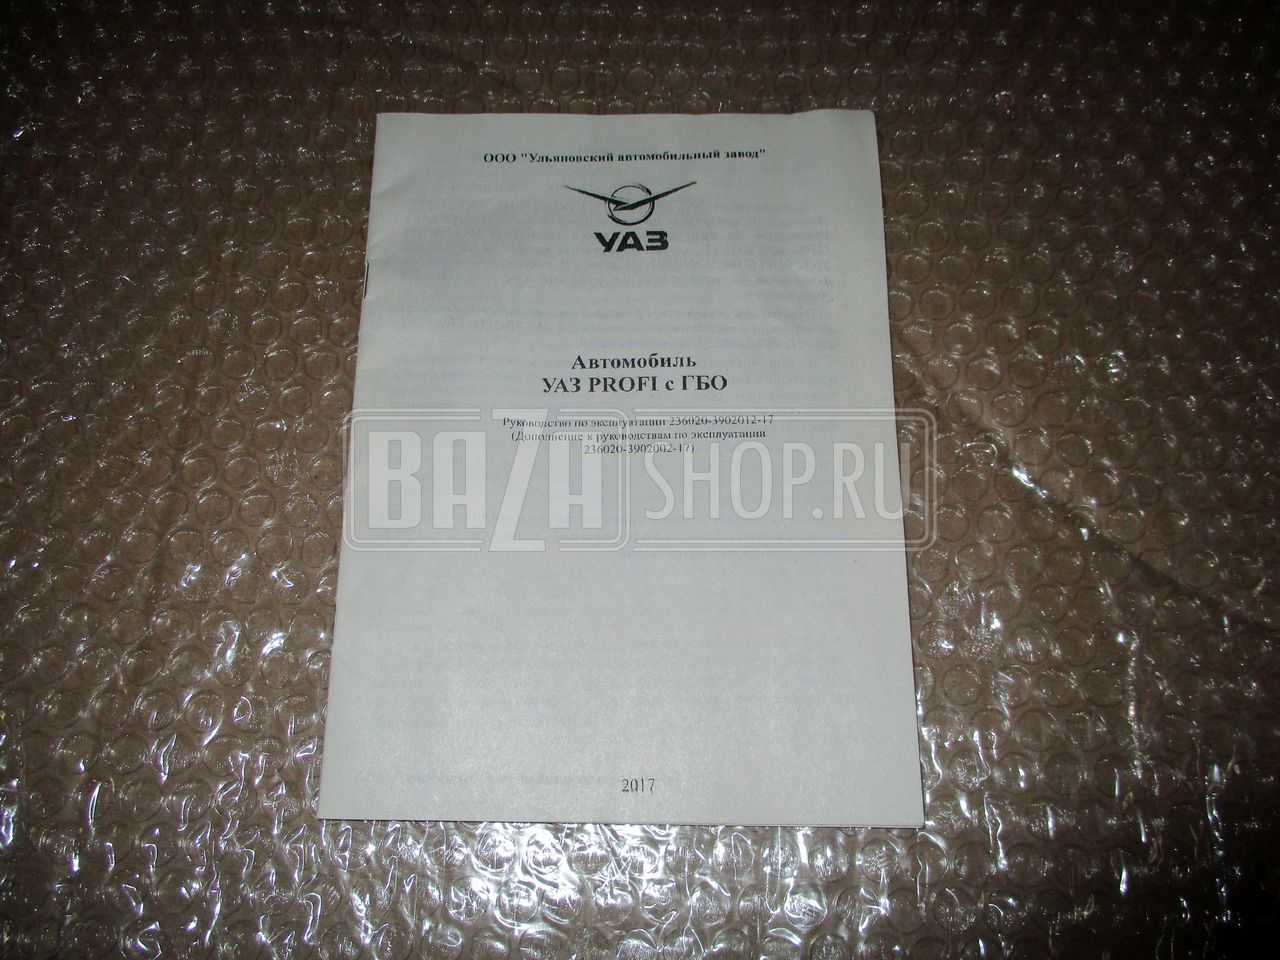 ООО "Ульяновский автомобильный завод"
УАЗ
Автомобиль
УАЗ PROFI с ГБО
Руководство по эксплуатации 236020-3902012-17
(Дополнение к руководствам по эксплуатации
236020-3902002-17)
BAZA SHOP.RU
2017